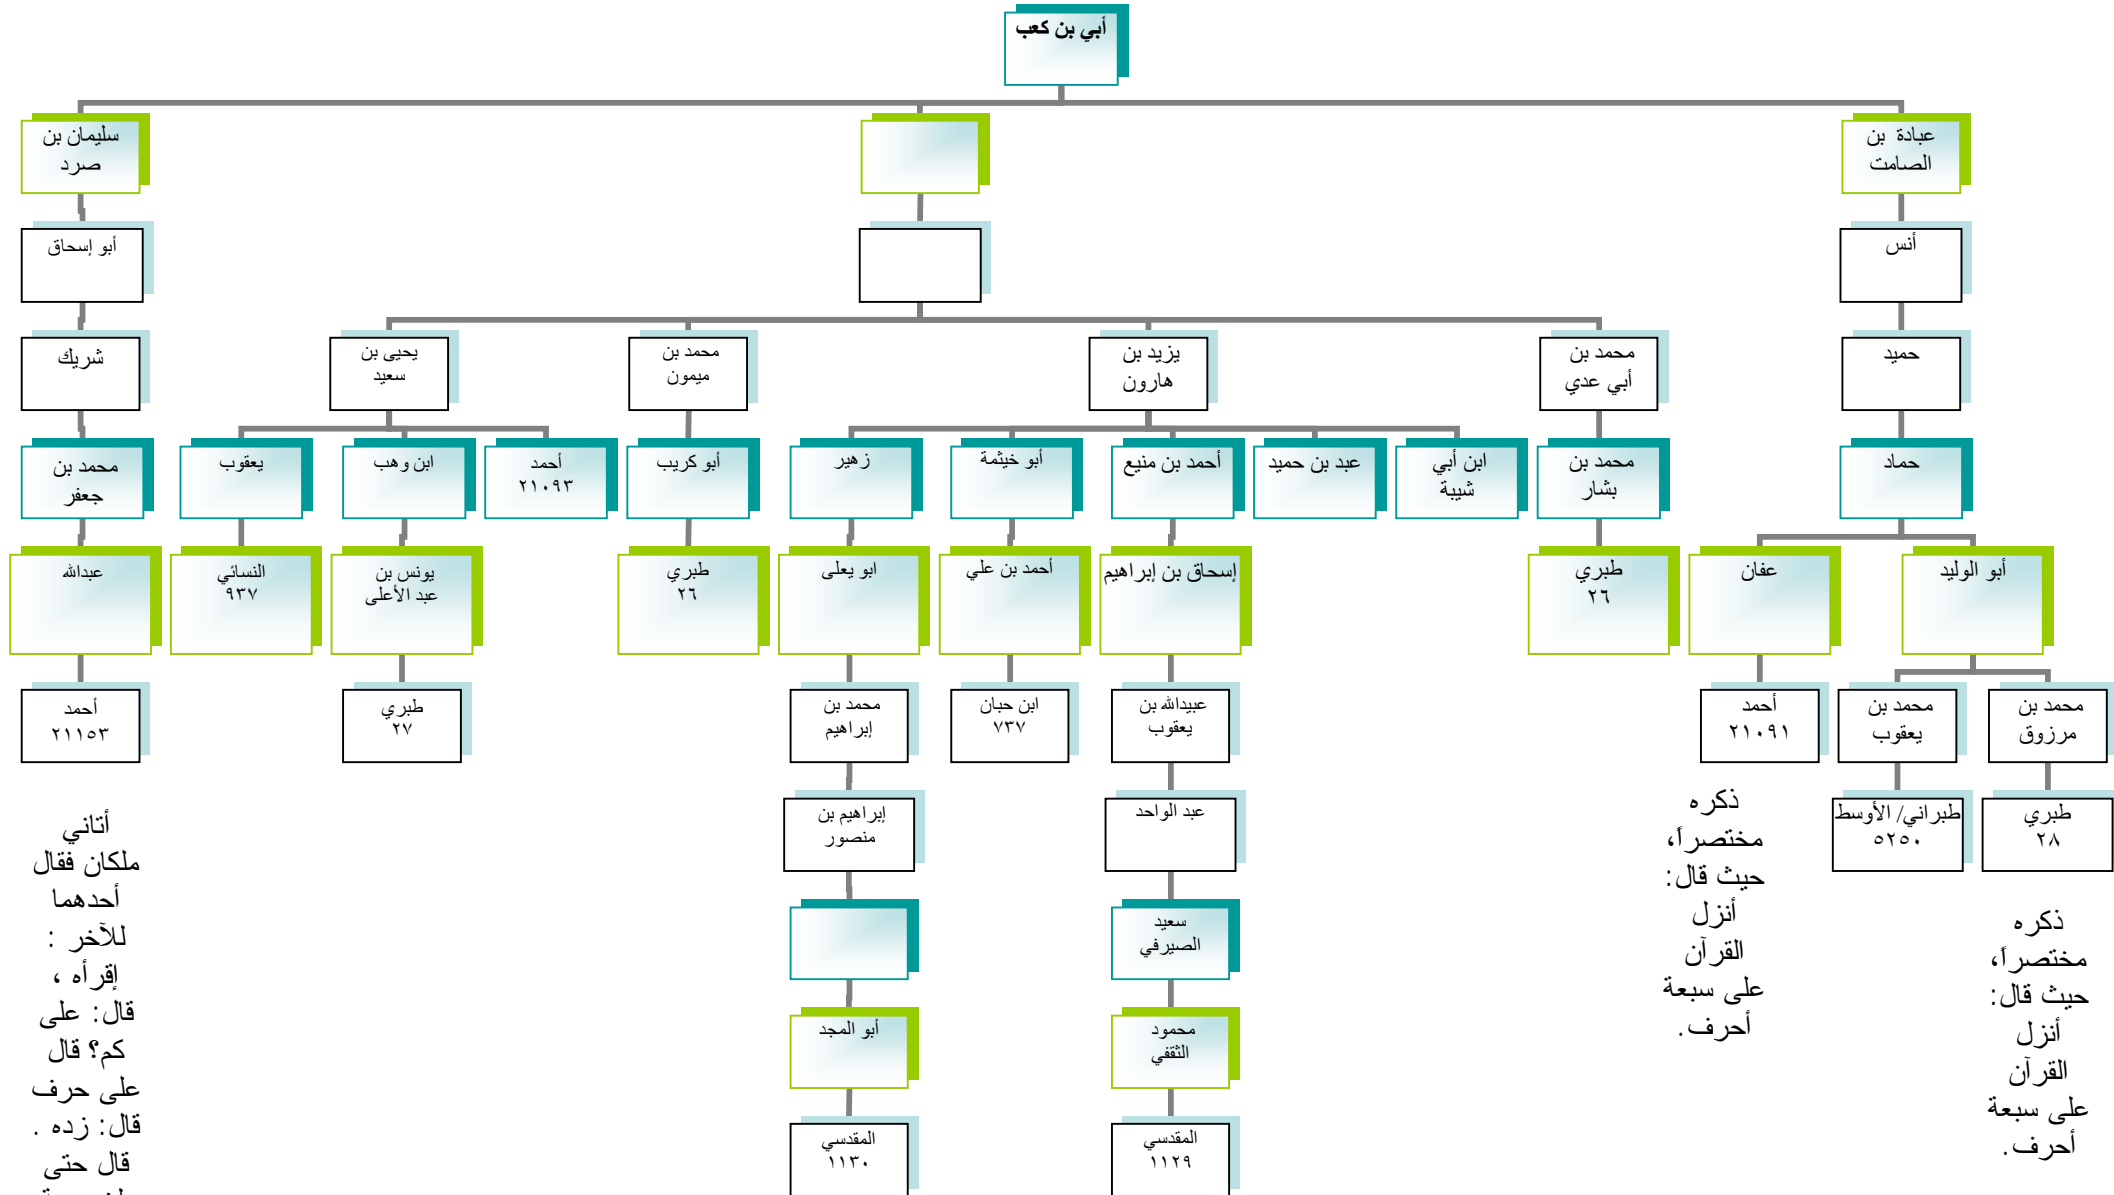 أبي بن كعب
عبادة بن
الصامت
سليمان بن
صرد
أنس
أبو إسحاق
حميد
محمد بن
أبي عدي
يزيد بن
هارون
محمد بن
ميمون
يحيى بن
سعيد
شريك
حماد
محمد بن
بشار
ابن أبي
شيبة
عبد بن حميد
أحمد بن منيع
أبو خيثمة
زهير
أبو كريب
أحمد
٢١٠٩٣
ابن وهب
يعقوب
محمد بن
جعفر
أبو الوليد
عفان
طبري
٢٦
إسحاق بن إبراهيم
أحمد بن علي
ابو يعلى
طبري
٢٦
يونس بن
عبد الأعلى
النسائي
٩٣٧
عبدالله
محمد بن
مرزوق
محمد بن
يعقوب
أحمد
٢١٠٩١
عبيدالله بن
يعقوب
ابن حبان
٧٣٧
محمد بن
إبراهيم
طبري
٢٧
أحمد
٢١١٥٣
طبري
٢٨
طبراني/ الأوسط
٥٢٥٠
عبد الواحد
إبراهيم بن
منصور
سعيد
الصيرفي
محمود
الثقفي
أبو المجد
المقدسي
١١٢٩
المقدسي
١١٣٠
ذكره
مختصراً،
حيث قال:
أنزل
القرآن
على سبعة
أحرف.
ذكره
مختصراً،
حيث قال:
أنزل
القرآن
على سبعة
أحرف.
أتاني
ملكان فقال
أحدهما
للآخر :
إقرأه ،
قال: على
كم؟ قال
على حرف
قال: زده .
قال حتى